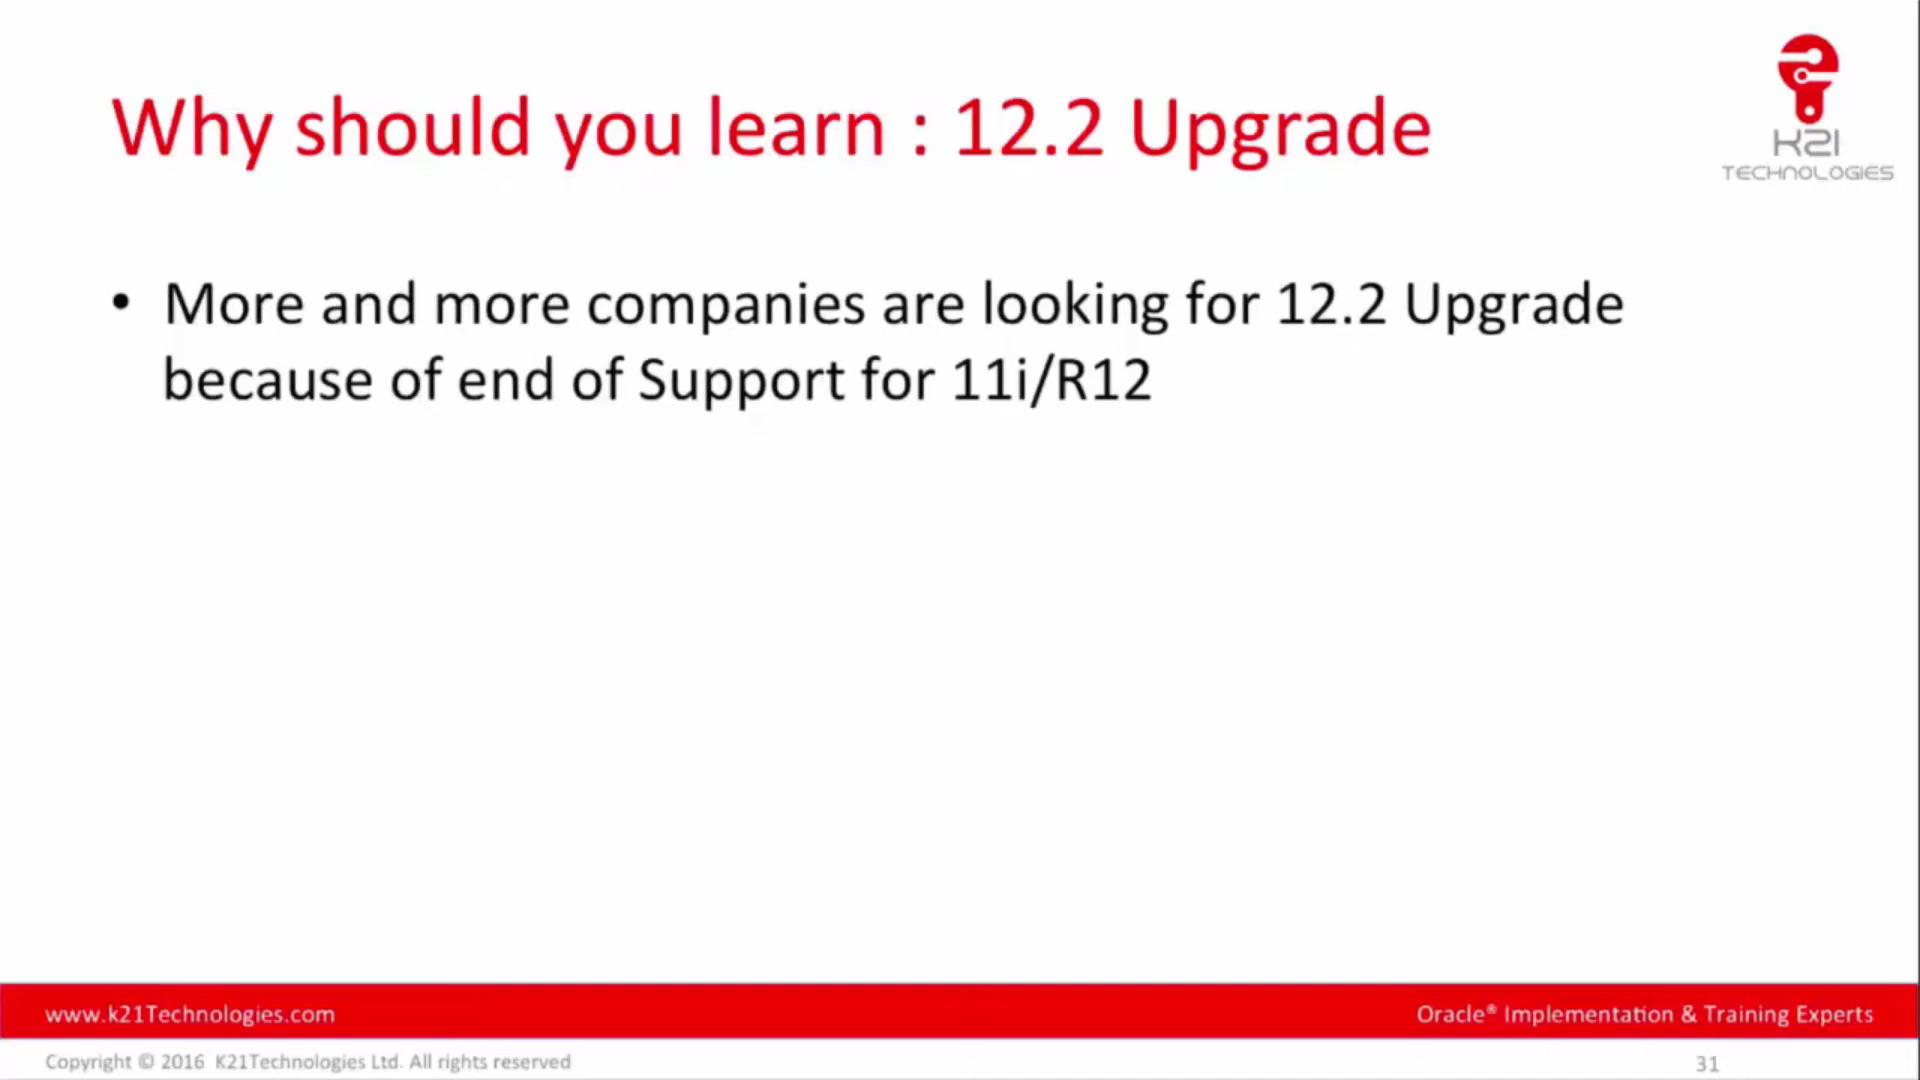 Why should you learn : 12.2 Upgrade
K21
TECHNOLOGIES
• More and more companies are looking for 12.2 Upgrade
because of end of Support for 11i/R12
www.k21Technologies.com
Oracle® Implementation & Training Experts
Copyright © 2016 K21Technologies Ltd. All rights reserved
31